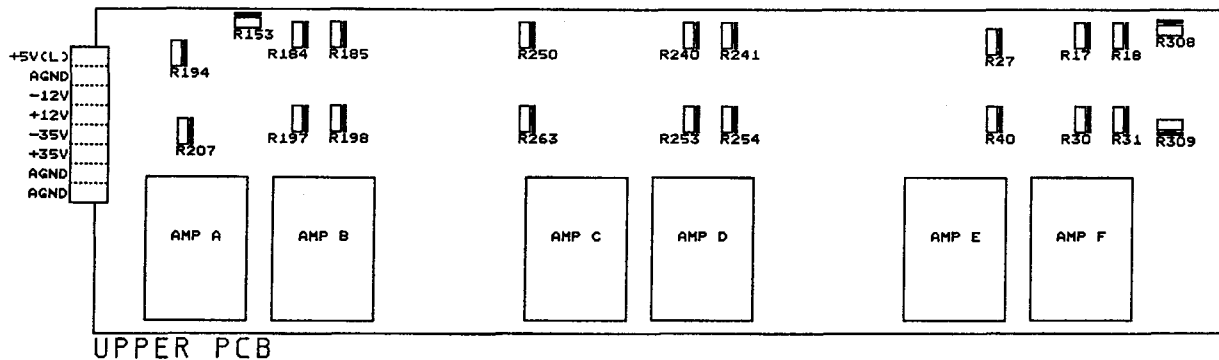 R153
R184 R185 R250 R240 R241 R27 R17 R18 R308
R194
+5V(L)
AGND
-12V
+12V
-35V
+35V
AGND
AGND
R197 R198 R263 R253 R254 R40 R30 R31 R309
R207
AMP A AMP B AMP C AMP D AMP E AMP F
UPPER PCB